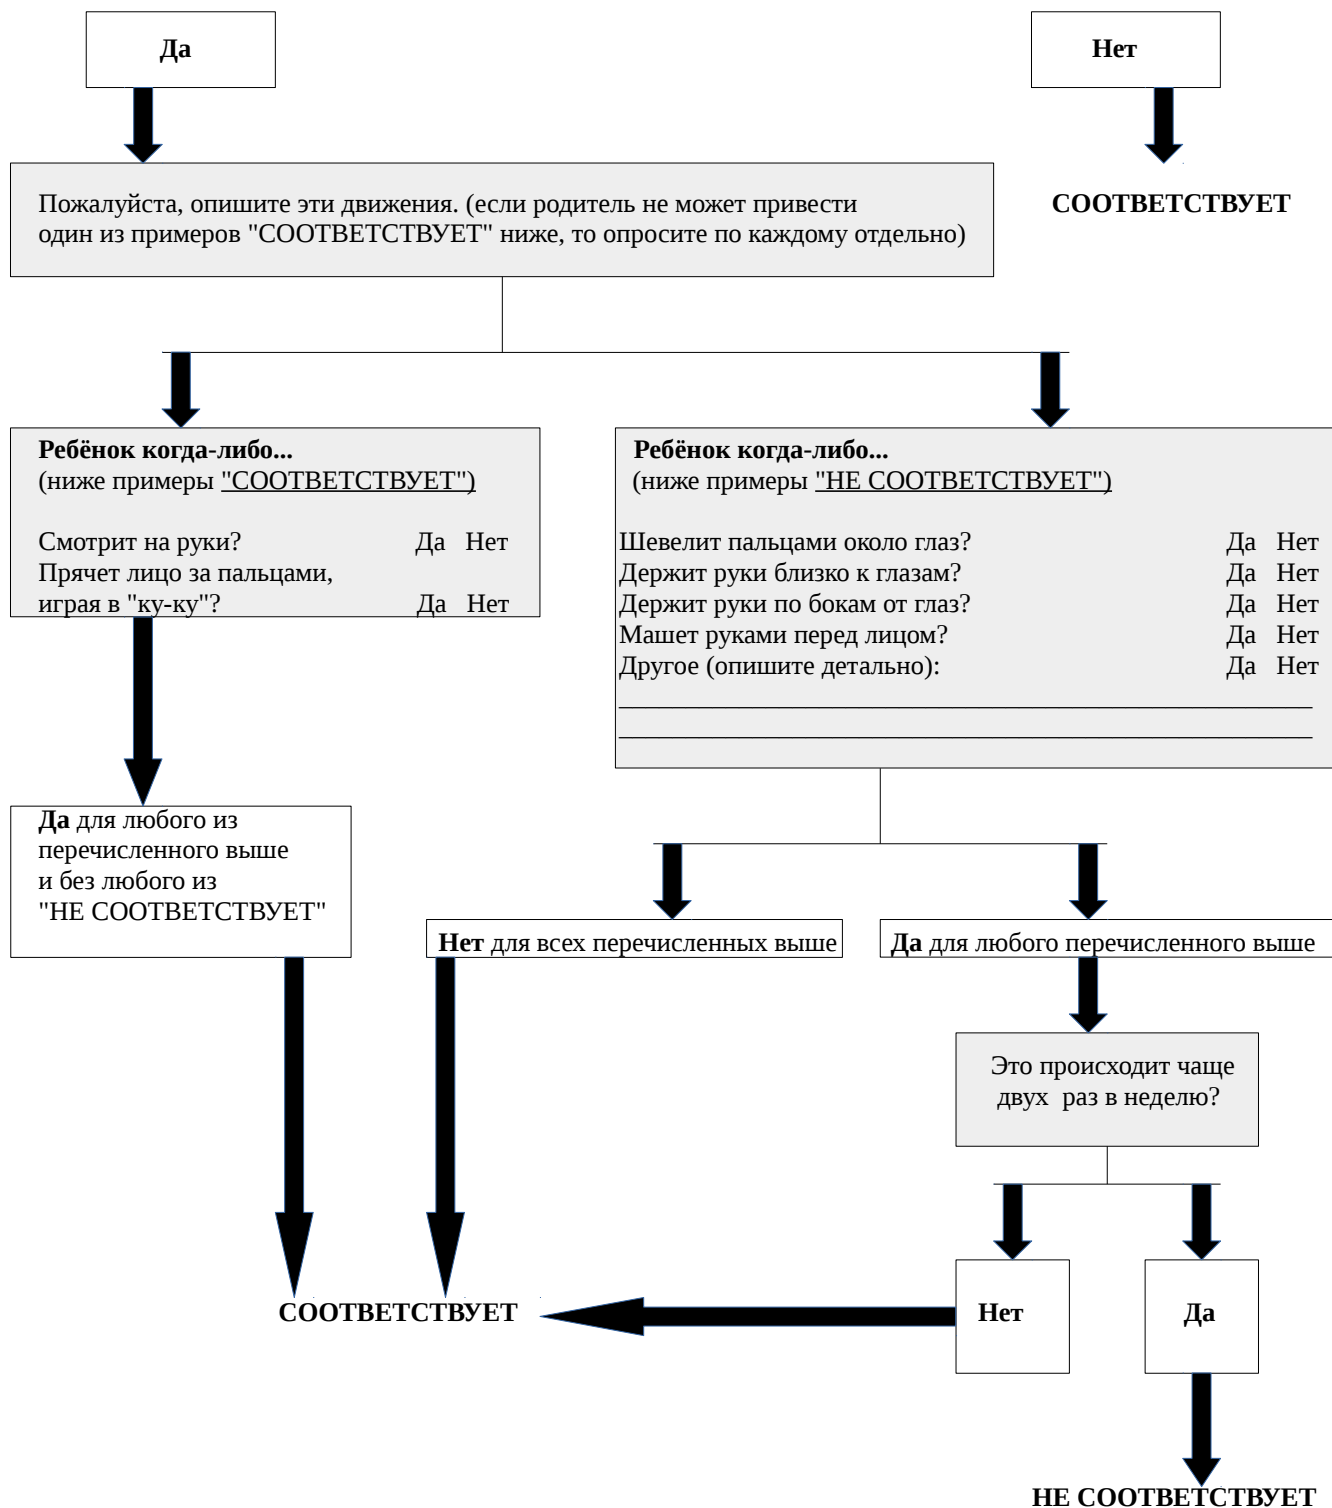 Да
Нет
СООТВЕТСТВУЕТ
Пожалуйста, опишите эти движения. (если родитель не может привести
один из примеров "СООТВЕТСТВУЕТ" ниже, то опросите по каждому отдельно)
Ребёнок когда-либо...
(ниже примеры "СООТВЕТСТВУЕТ")
Смотрит на руки? Да Нет
Прячет лицо за пальцами,
играя в "ку-ку"? Да Нет
Ребёнок когда-либо...
(ниже примеры "НЕ СООТВЕТСТВУЕТ")
Шевелит пальцами около глаз? Да Нет
Держит руки близко к глазам? Да Нет
Держит руки по бокам от глаз? Да Нет
Машет руками перед лицом? Да Нет
Другое (опишите детально): Да Нет
Да для любого из
перечисленного выше
и без любого из
"НЕ СООТВЕТСТВУЕТ"
Нет для всех перечисленных выше
Да для любого перечисленного выше
Это происходит чаще
двух раз в неделю?
Нет
Да
СООТВЕТСТВУЕТ
НЕ СООТВЕТСТВУЕТ